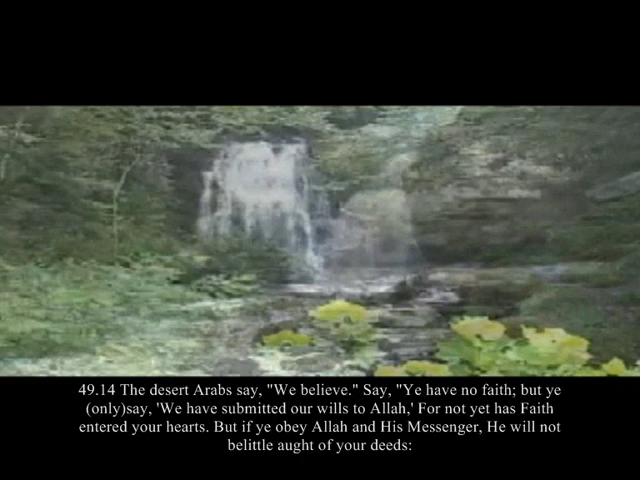 49.14 The desert Arabs say, "We believe." Say, "Ye have no faith; but ye
(only)say, 'We have submitted our wills to Allah,' For not yet has Faith
entered your hearts. But if ye obey Allah and His Messenger, He will not
belittle aught of your deeds: